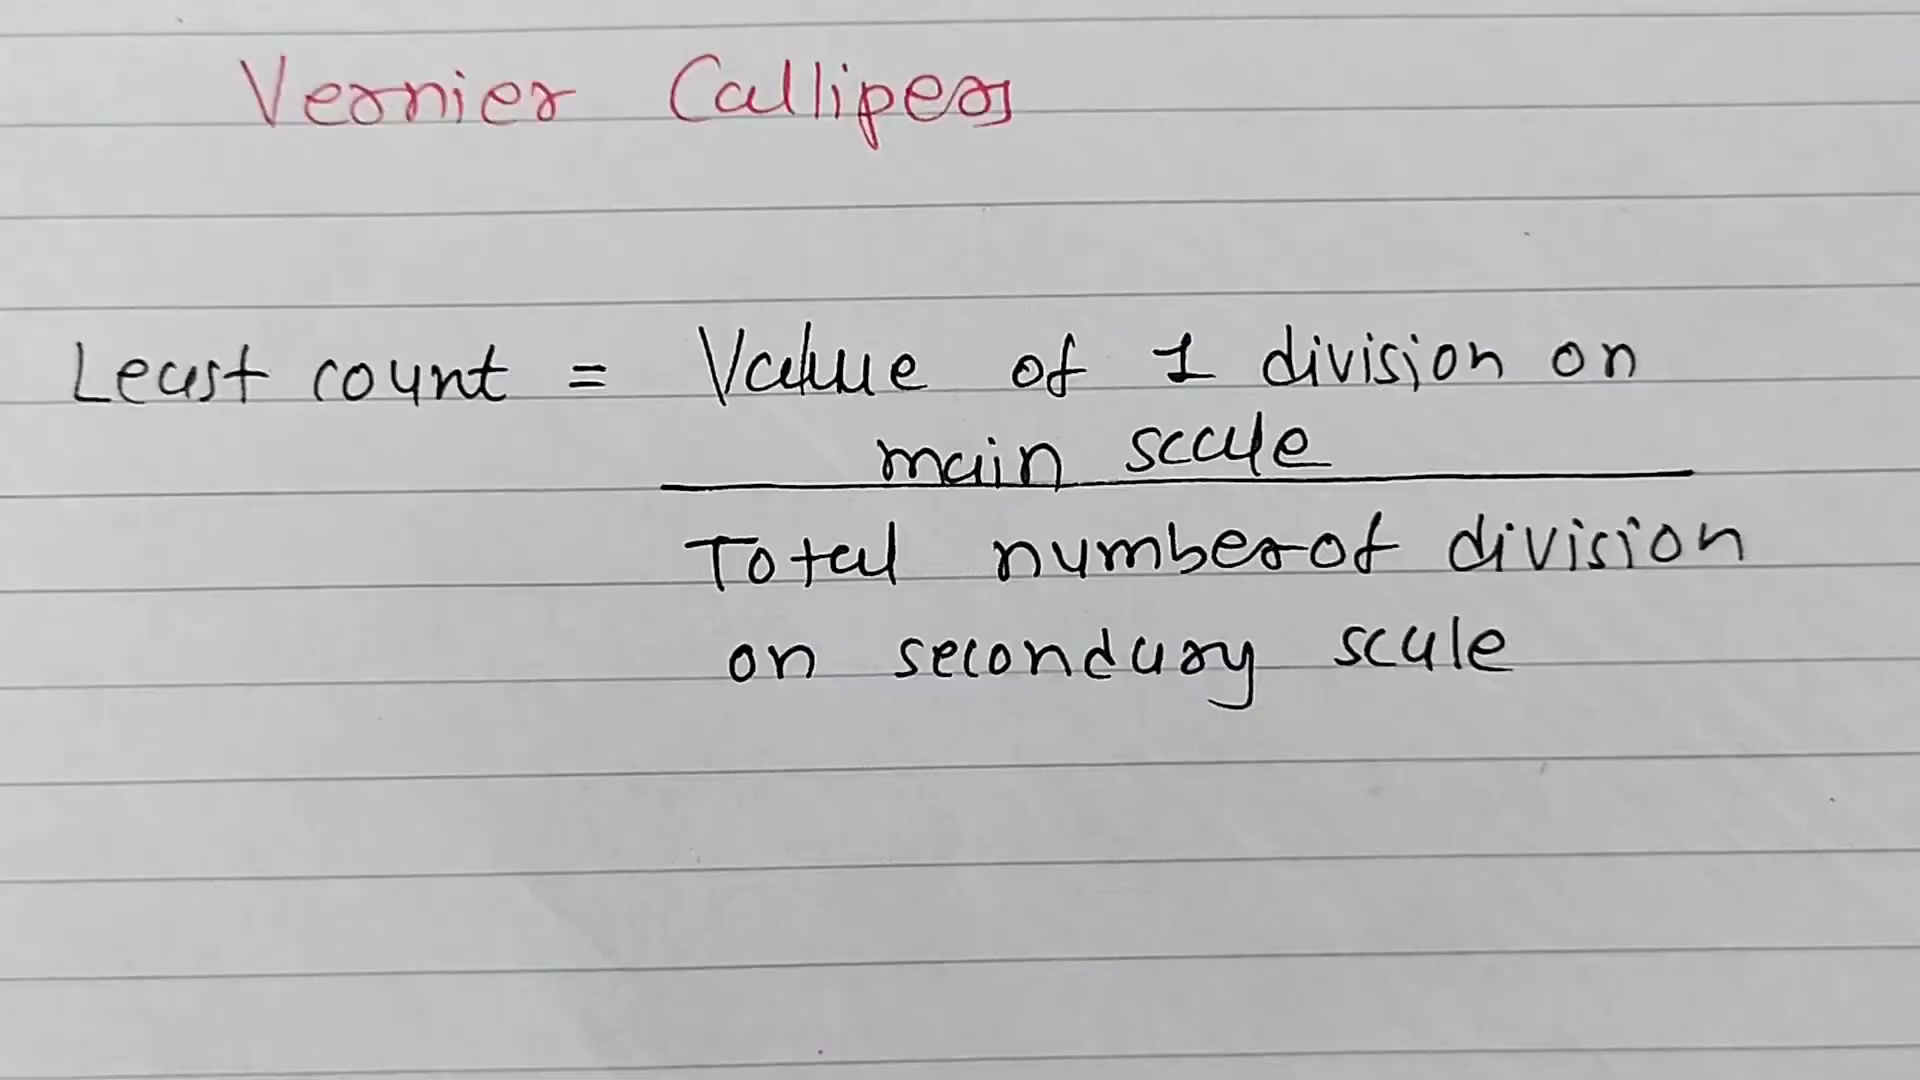 Vernier Callipers
Least count = Value of 1 division on
main scale
Total number of division
on secondary scale